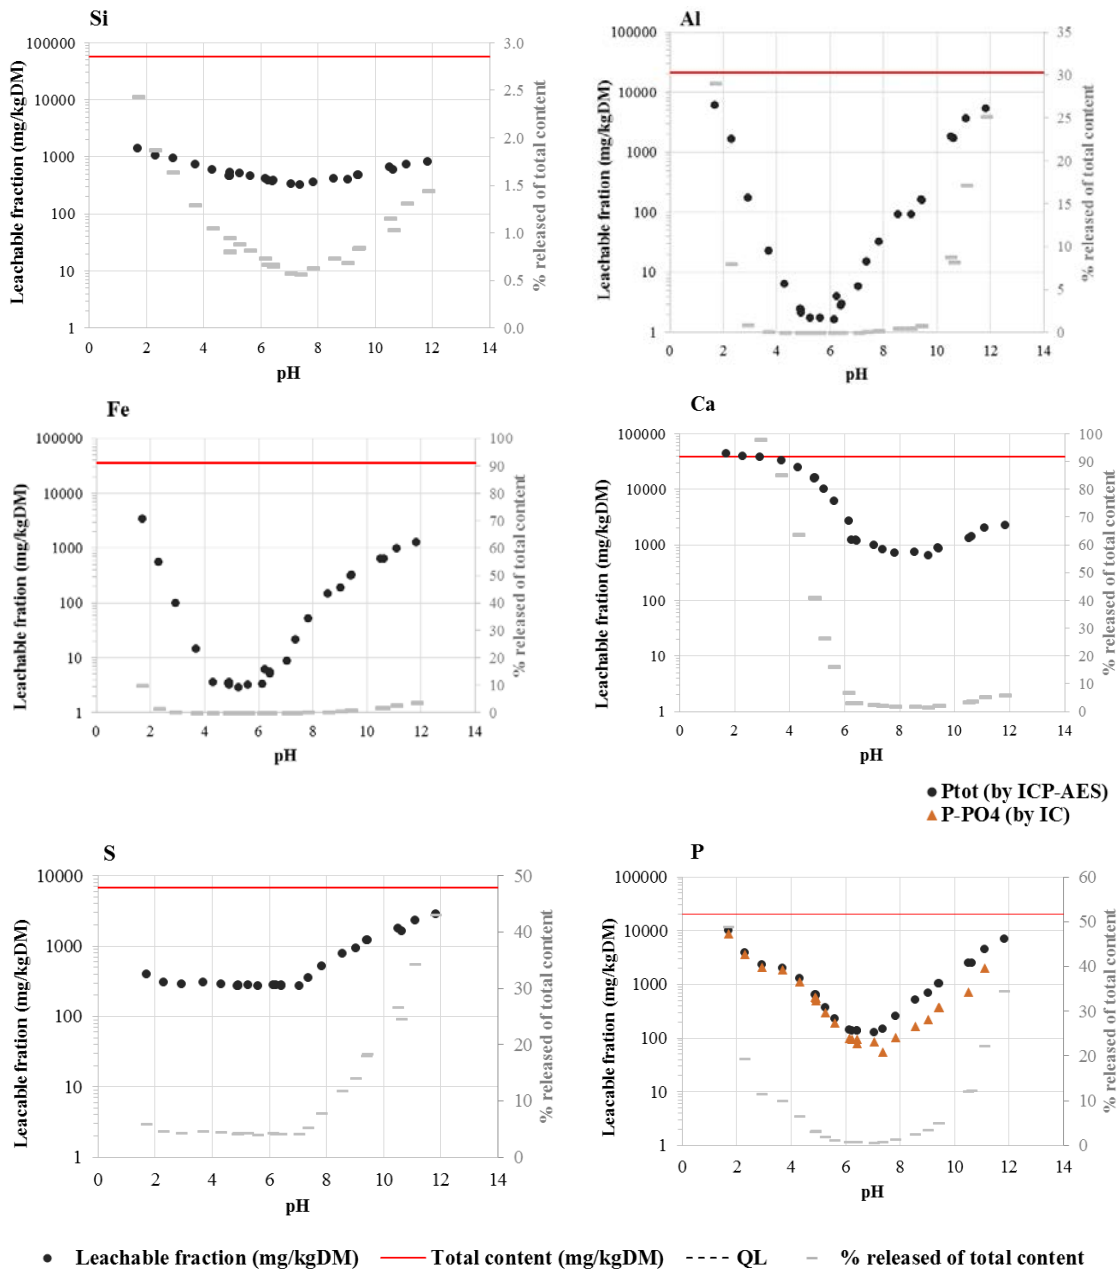 Si
Leachable fraction (mg/kgDM)
100000
10000
1000
100
10
1
3.0
2.5
2.0
1.5
1.0
0.5
0.0
% released of total content
0 2 4 6 8 10 12 14
pH
Al
Leachable fration (mg/kgDM)
100000
10000
1000
100
10
1
35
30
25
20
15
10
5
0
% released of total content
0 2 4 6 8 10 12 14
pH
Fe
Leachable fration (mg/kgDM)
100000
10000
1000
100
10
1
100
90
80
70
60
50
40
30
20
10
0
% released of total content
0 2 4 6 8 10 12 14
pH
Ca
Leachable fration (mg/kgDM)
100000
10000
1000
100
10
1
100
90
80
70
60
50
40
30
20
10
0
% released of total content
0 2 4 6 8 10 12 14
pH
Ptot (by ICP-AES)
P-PO4 (by IC)
S
Leacable fraction (mg/kgDM)
10000
1000
100
10
1
50
40
30
20
10
0
% released of total content
0 2 4 6 8 10 12 14
pH
P
Leachable fration (mg/kgDM)
100000
10000
1000
100
10
1
60
50
40
30
20
10
0
% released of total content
0 2 4 6 8 10 12 14
pH
Leachable fraction (mg/kgDM) Total content (mg/kgDM) QL % released of total content